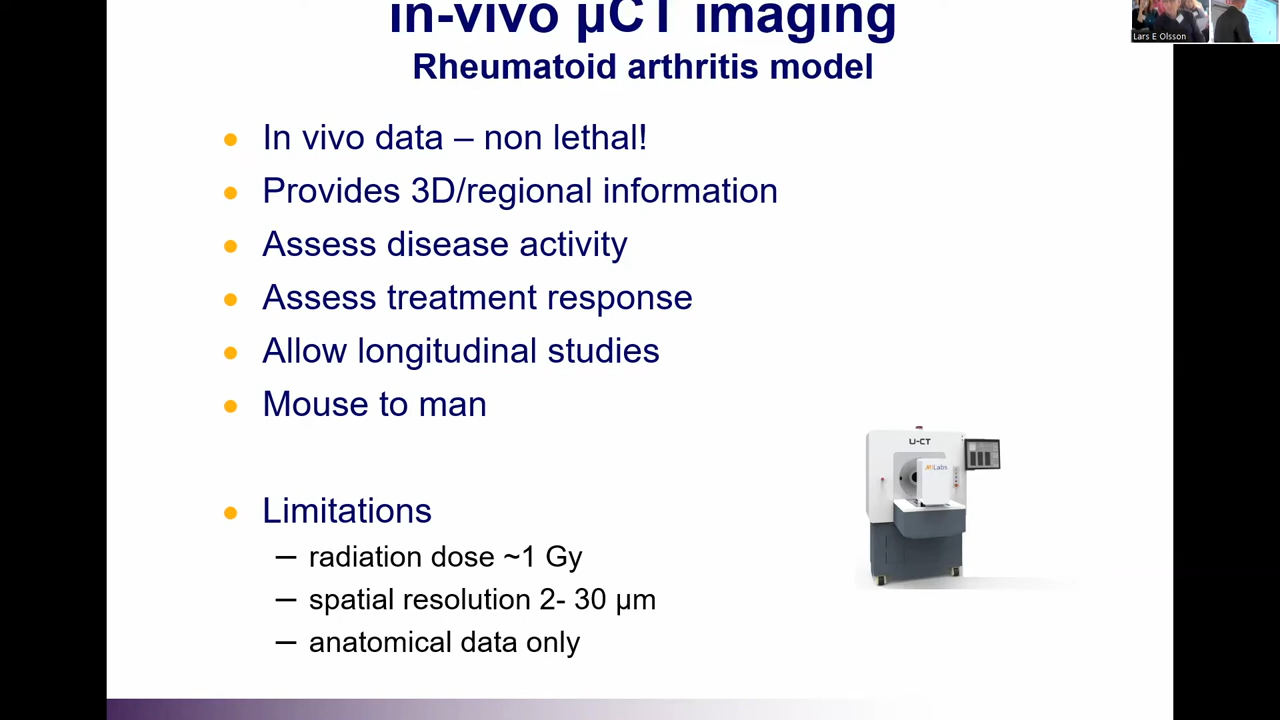 in-vivo µCT imaging
Rheumatoid arthritis model
Lars E Olsson
In vivo data – non lethal!
Provides 3D/regional information
Assess disease activity
Assess treatment response
Allow longitudinal studies
Mouse to man
U-CT
MILabs
Limitations
– radiation dose ~1 Gy
– spatial resolution 2- 30 µm
– anatomical data only